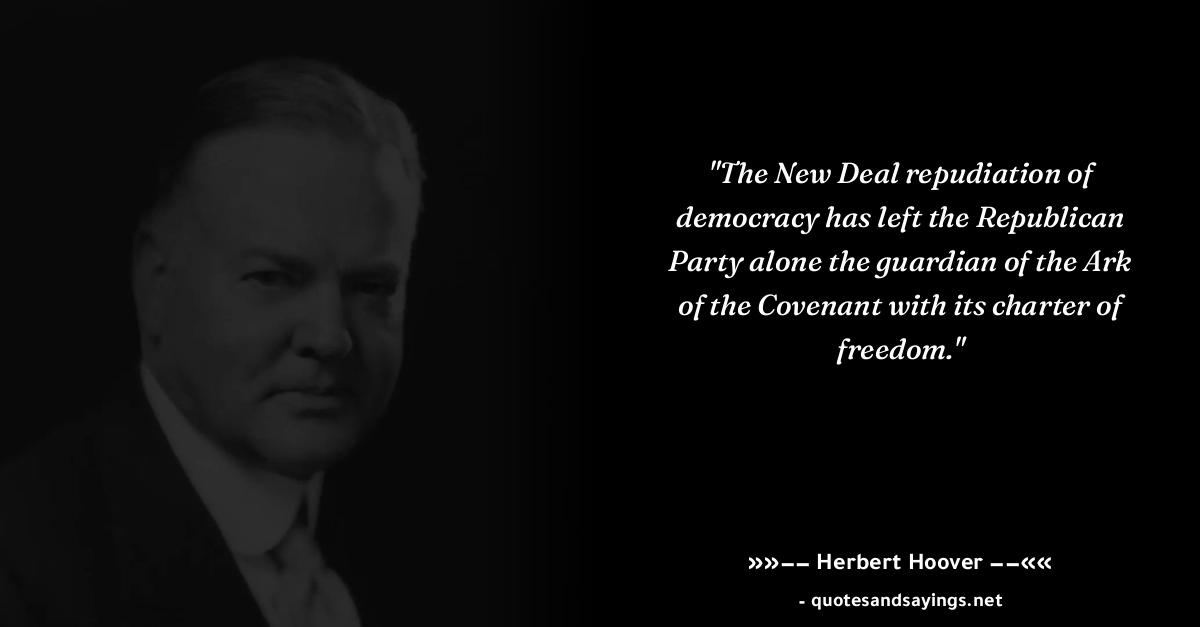 "The New Deal repudiation of
democracy has left the Republican
Party alone the guardian of the Ark
of the Covenant with its charter of
freedom."
»»–– Herbert Hoover ––««
- quotesandsayings.net